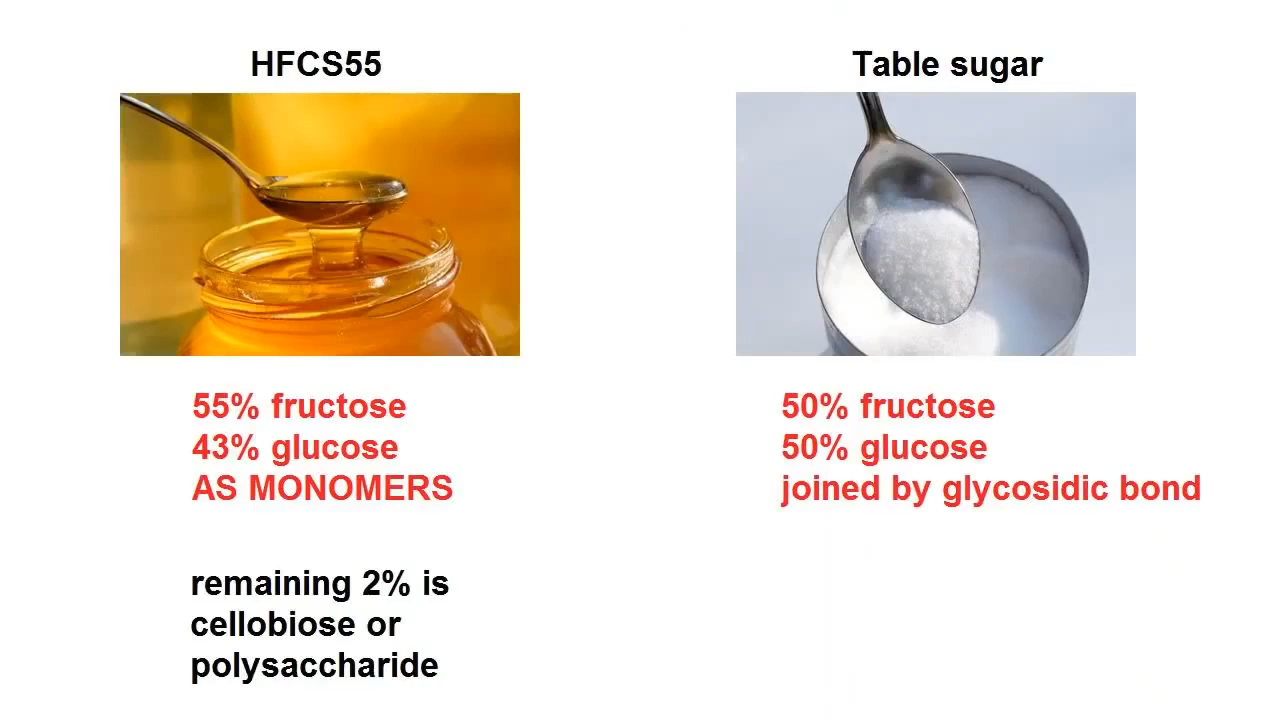 HFCS55
55% fructose
43% glucose
AS MONOMERS
remaining 2% is
cellobiose or
polysaccharide
Table sugar
50% fructose
50% glucose
joined by glycosidic bond